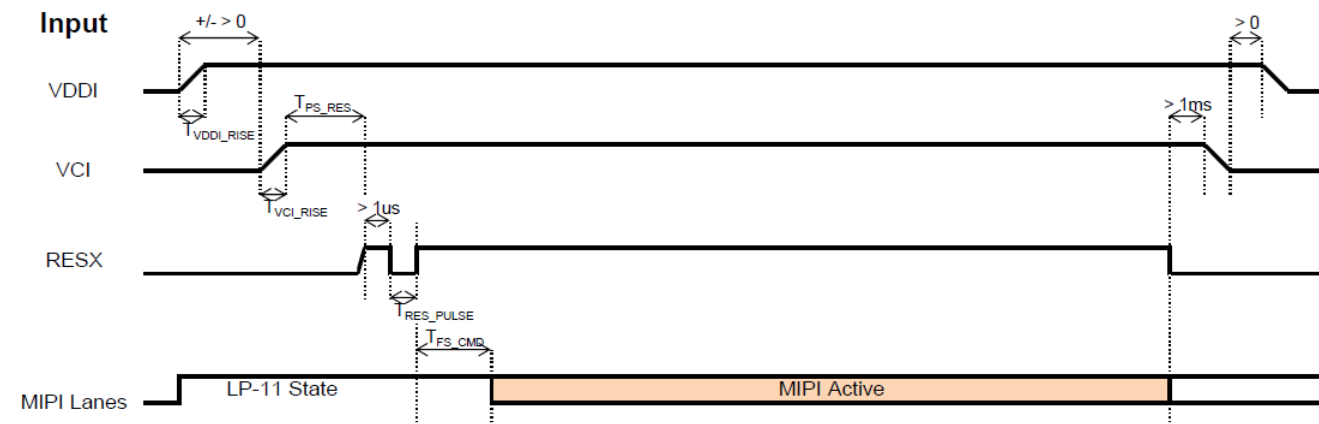 Input
+/- > 0
> 0
VDDI
T_PS_RES
> 1ms
T_VDDI_RISE
VCI
T_VCI_RISE
> 1us
RESX
T_RES_PULSE
T_FS_CMD
LP-11 State
MIPI Active
MIPI Lanes